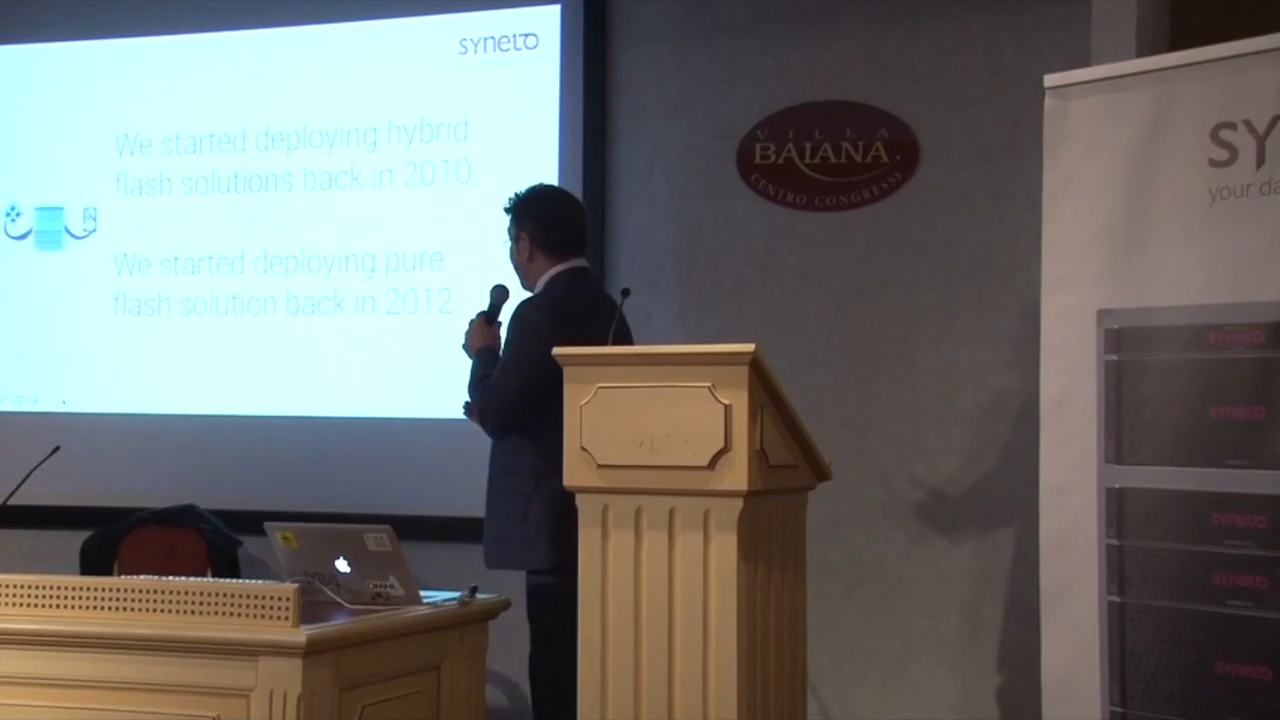 syneto
We started deploying hybrid
flash solutions back in 2010.
We started deploying pure
flash solution back in 2012
VILLA
BAIANA
CENTRO CONGRESSI
SY
your da
syneto
syneto
syneto
syneto
syneto